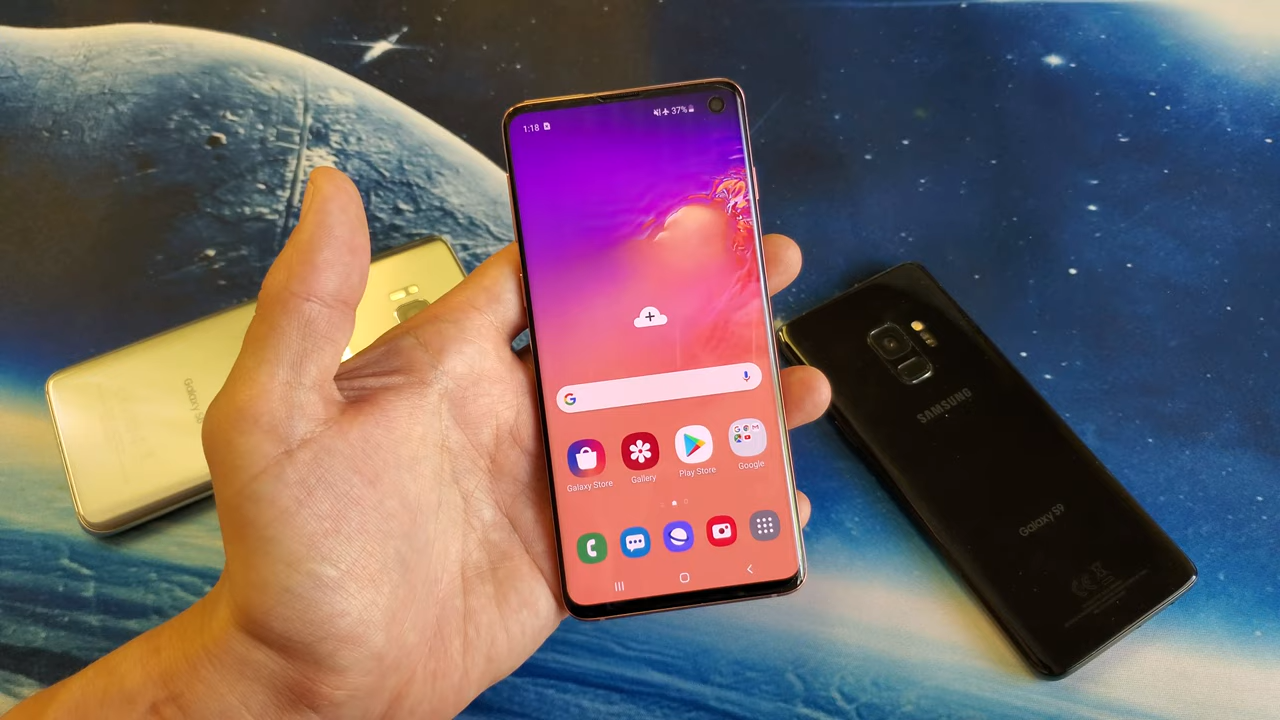 1:18
37%
Galaxy Store
Gallery
Play Store
Google
SAMSUNG
Galaxy S9